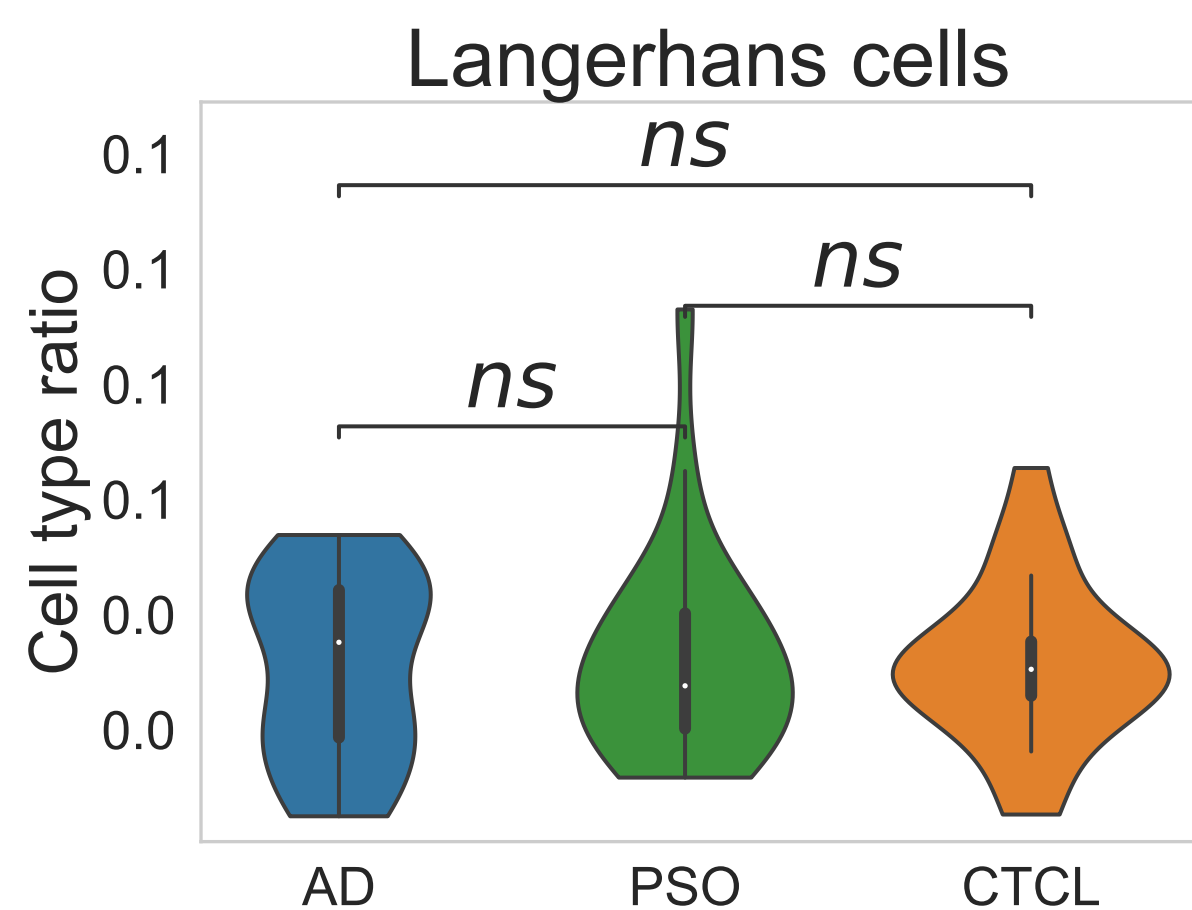 Langerhans cells
ns
ns
ns
Cell type ratio
0.1
0.1
0.1
0.1
0.0
0.0
AD
PSO
CTCL